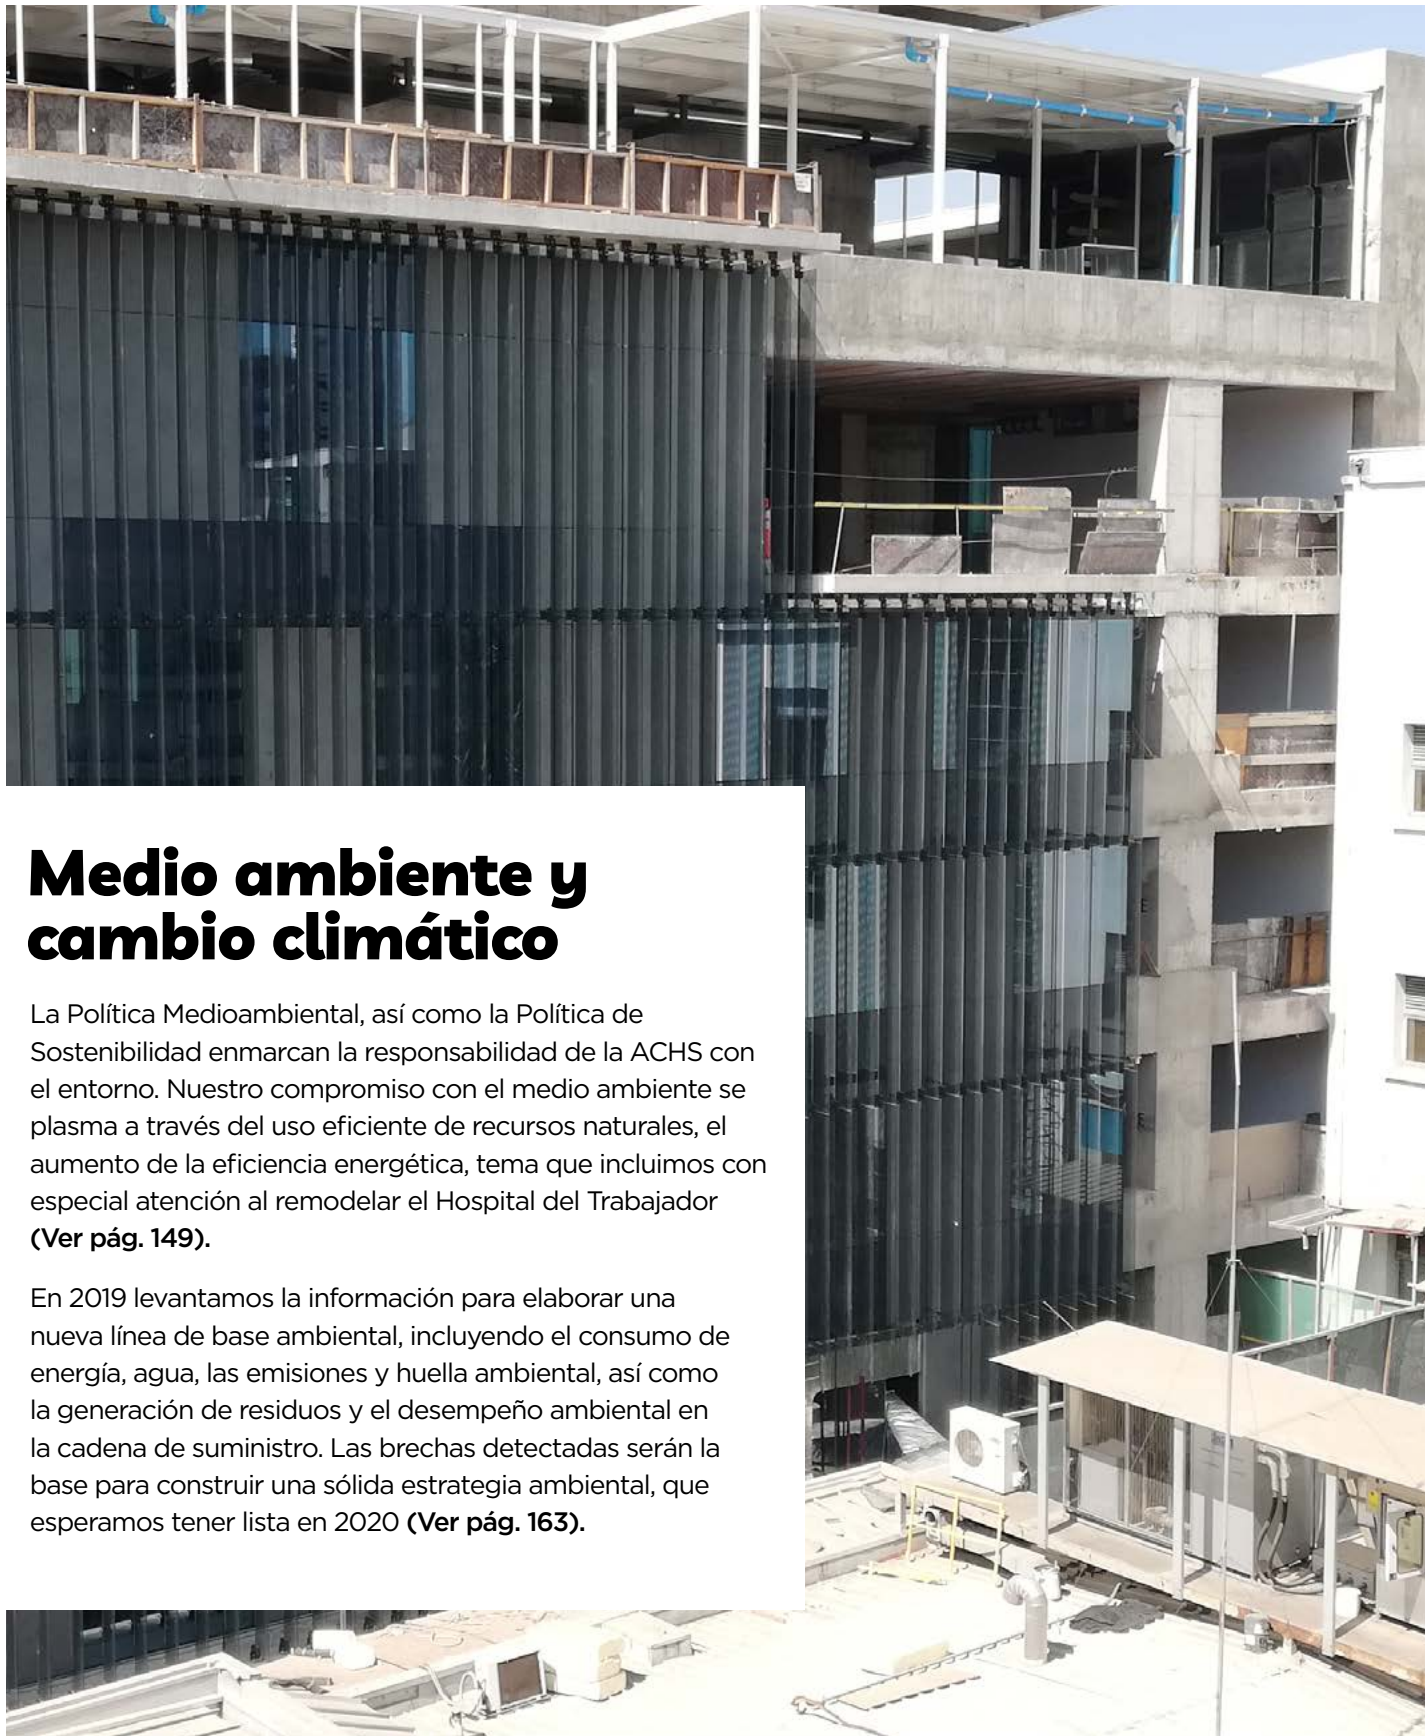 Medio ambiente y
cambio climático
La Política Medioambiental, así como la Política de
Sostenibilidad enmarcan la responsabilidad de la ACHS con
el entorno. Nuestro compromiso con el medio ambiente se
plasma a través del uso eficiente de recursos naturales, el
aumento de la eficiencia energética, tema que incluimos con
especial atención al remodelar el Hospital del Trabajador
(Ver pág. 149).
En 2019 levantamos la información para elaborar una
nueva línea de base ambiental, incluyendo el consumo de
energía, agua, las emisiones y huella ambiental, así como
la generación de residuos y el desempeño ambiental en
la cadena de suministro. Las brechas detectadas serán la
base para construir una sólida estrategia ambiental, que
esperamos tener lista en 2020 (Ver pág. 163).